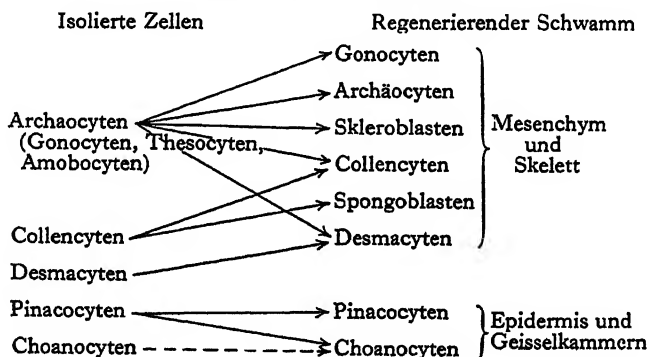 Isolierte Zellen
Regenerierender Schwamm
Archaocyten
(Gonocyten, Thesocyten,
Amobocyten)
Collencyten
Desmacyten
Pinacocyten
Choanocyten
Gonocyten
Archäocyten
Skleroblasten
Collencyten
Spongoblasten
Desmacyten
Pinacocyten
Choanocyten
Mesenchym
und
Skelett
Epidermis und
Geisselkammern